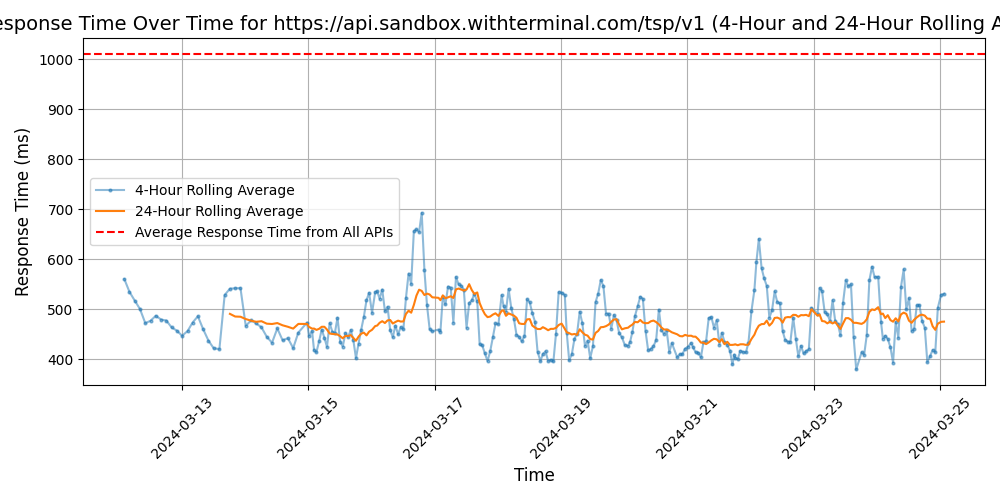 esponse Time Over Time for https://api.sandbox.withterminal.com/tsp/v1 (4-Hour and 24-Hour Rolling A
Response Time (ms)
1000
900
800
700
600
500
400
4-Hour Rolling Average
24-Hour Rolling Average
Average Response Time from All APIs
2024-03-13
2024-03-15
2024-03-17
2024-03-19
2024-03-21
2024-03-23
2024-03-25
Time